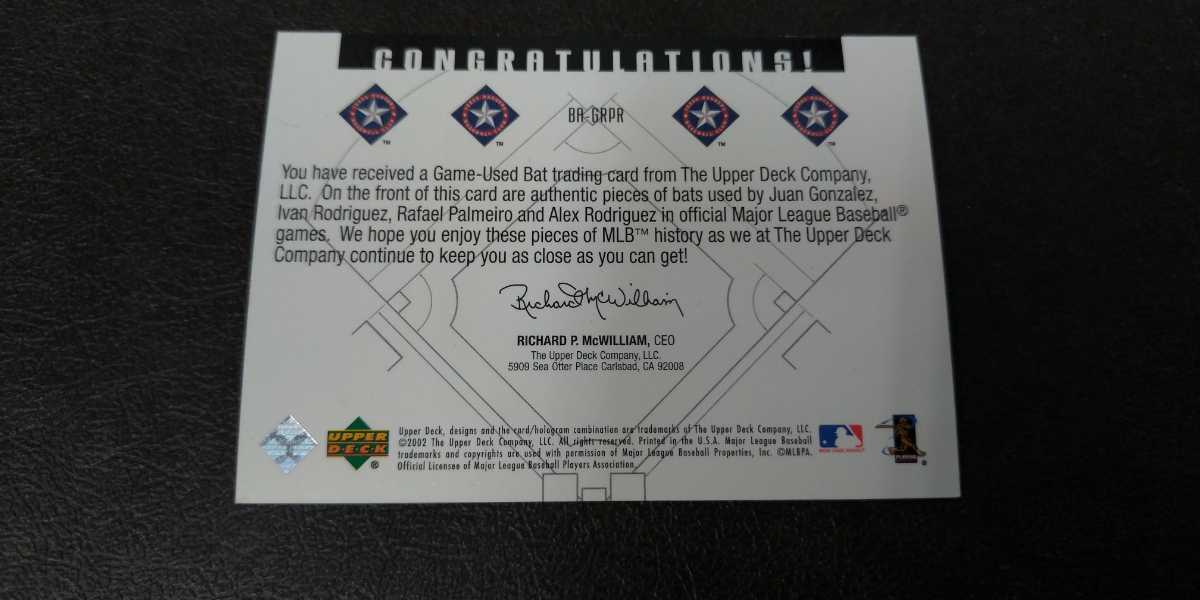 CONGRATULATIONS!
BA-GRPR
TM TM TM TM
You have received a Game-Used Bat trading card from The Upper Deck Company,
LLC. On the front of this card are authentic pieces of bats used by Juan Gonzalez,
Ivan Rodriguez, Rafael Palmeiro and Alex Rodriguez in official Major League Baseball®
games. We hope you enjoy these pieces of MLB™ history as we at The Upper Deck
Company continue to keep you as close as you can get!
Richard McWilliam
RICHARD P. McWILLIAM, CEO
The Upper Deck Company, LLC.
5909 Sea Otter Place Carlsbad, CA 92008
UPPER
DECK
®
Upper Deck, designs and the card/hologram combination are trademarks of The Upper Deck Company, LLC.
©2002 The Upper Deck Company, LLC. All rights reserved. Printed in the U.S.A. Major League Baseball
trademarks and copyrights are used with permission of Major League Baseball Properties, Inc. ©MLBPA.
Official Licensee of Major League Baseball Players Association.
PLAYERS
®